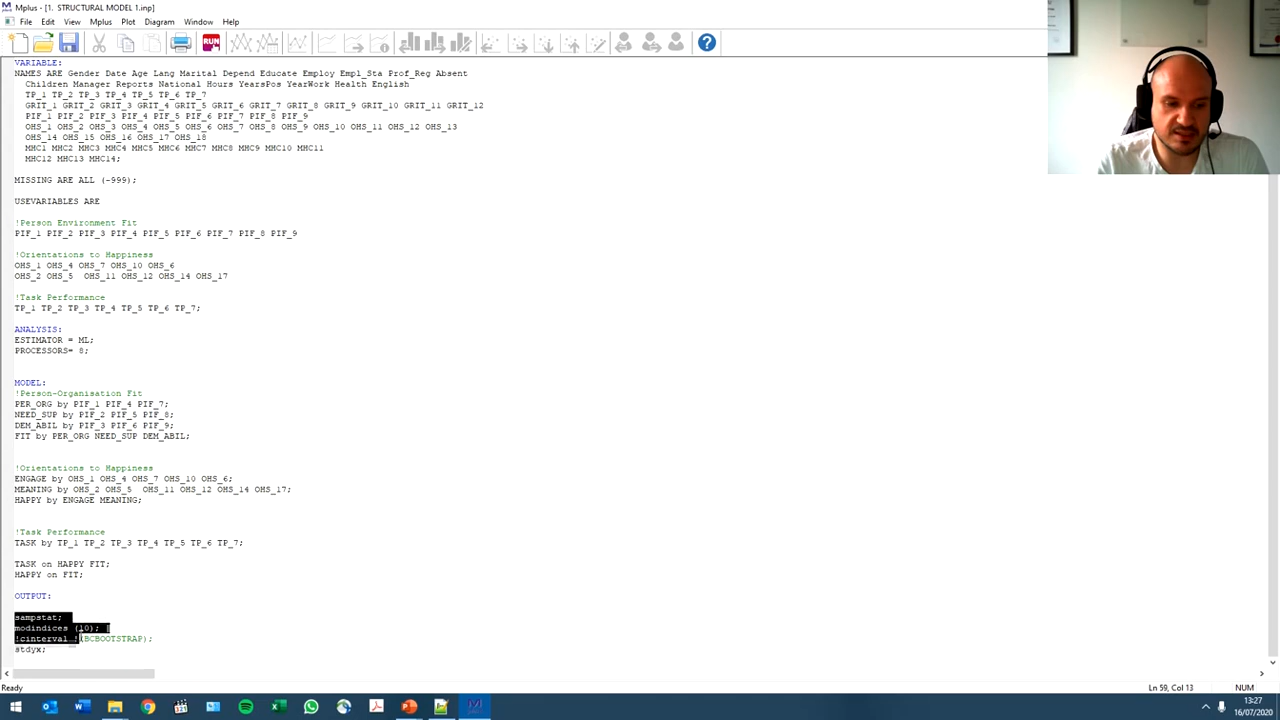 Mplus - [1. STRUCTURAL MODEL 1.inp]
File Edit View Mplus Plot Diagram Window Help
RUN
VARIABLE:
NAMES ARE Gender Date Age Lang Marital Depend Educate Employ Empl_Sta Prof_Reg Absent
Children Manager Reports National Hours YearsPos YearWork Health English
TP_1 TP_2 TP_3 TP_4 TP_5 TP_6 TP_7
GRIT_1 GRIT_2 GRIT_3 GRIT_4 GRIT_5 GRIT_6 GRIT_7 GRIT_8 GRIT_9 GRIT_10 GRIT_11 GRIT_12
PIF_1 PIF_2 PIF_3 PIF_4 PIF_5 PIF_6 PIF_7 PIF_8 PIF_9
OHS_1 OHS_2 OHS_3 OHS_4 OHS_5 OHS_6 OHS_7 OHS_8 OHS_9 OHS_10 OHS_11 OHS_12 OHS_13
OHS_14 OHS_15 OHS_16 OHS_17 OHS_18
MHC1 MHC2 MHC3 MHC4 MHC5 MHC6 MHC7 MHC8 MHC9 MHC10 MHC11
MHC12 MHC13 MHC14;
MISSING ARE ALL (-999);
USEVARIABLES ARE
!Person Environment Fit
PIF_1 PIF_2 PIF_3 PIF_4 PIF_5 PIF_6 PIF_7 PIF_8 PIF_9
!Orientations to Happiness
OHS_1 OHS_4 OHS_7 OHS_10 OHS_6
OHS_2 OHS_5 OHS_11 OHS_12 OHS_14 OHS_17
!Task Performance
TP_1 TP_2 TP_3 TP_4 TP_5 TP_6 TP_7;
ANALYSIS:
ESTIMATOR = ML;
PROCESSORS= 8;
MODEL:
!Person-Organisation Fit
PER_ORG by PIF_1 PIF_4 PIF_7;
NEED_SUP by PIF_2 PIF_5 PIF_8;
DEM_ABIL by PIF_3 PIF_6 PIF_9;
FIT by PER_ORG NEED_SUP DEM_ABIL;
!Orientations to Happiness
ENGAGE by OHS_1 OHS_4 OHS_7 OHS_10 OHS_6;
MEANING by OHS_2 OHS_5 OHS_11 OHS_12 OHS_14 OHS_17;
HAPPY by ENGAGE MEANING;
!Task Performance
TASK by TP_1 TP_2 TP_3 TP_4 TP_5 TP_6 TP_7;
TASK on HAPPY FIT;
HAPPY on FIT;
OUTPUT:
sampstat;
modindices (10);
!cinterval !(BCBOOTSTRAP);
stdyx;
Ready
Ln 59, Col 13
NUM
13:27
16/07/2020